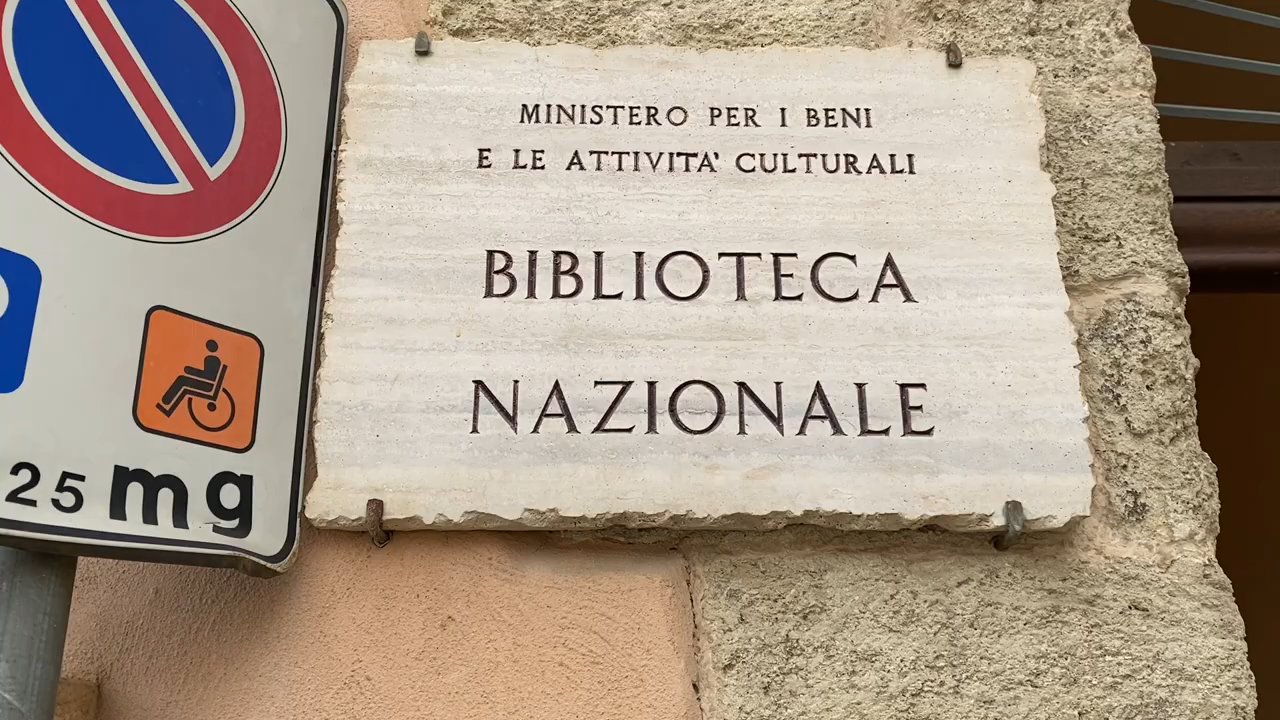 MINISTERO PER I BENI
E LE ATTIVITA' CULTURALI
BIBLIOTECA
NAZIONALE
25 mg